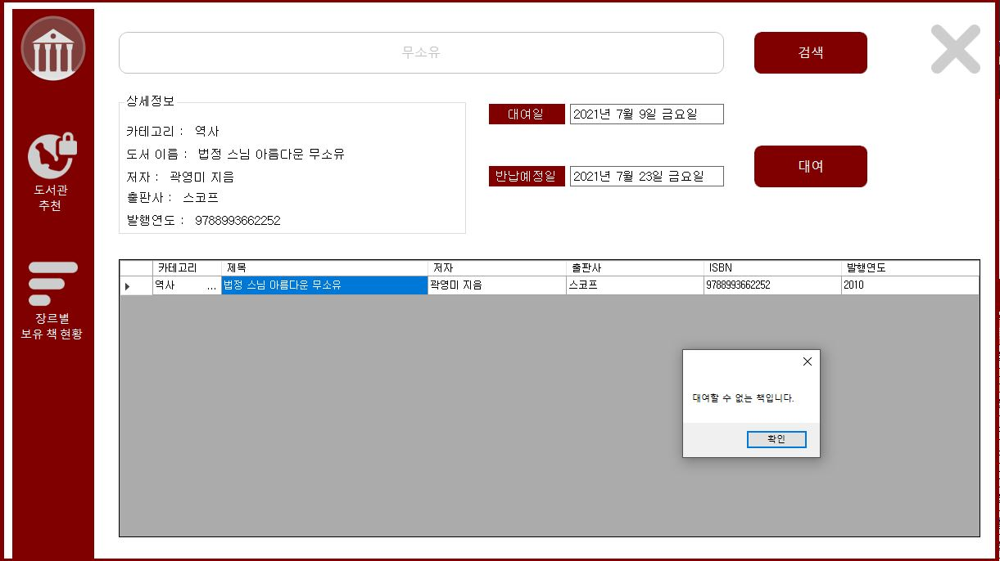 무소유
검색
도서관
추천
장르별
보유 책 현황
상세정보
카테고리 : 역사
도서 이름 : 법정 스님 아름다운 무소유
저자 : 곽영미 지음
출판사 : 스코프
발행연도 : 9788993662252
대여일 2021년 7월 9일 금요일
반납예정일 2021년 7월 23일 금요일
대여
카테고리 제목 저자 출판사 ISBN 발행연도
역사 ... 법정 스님 아름다운 무소유 곽영미 지음 스코프 9788993662252 2010
대여할 수 없는 책입니다.
확인